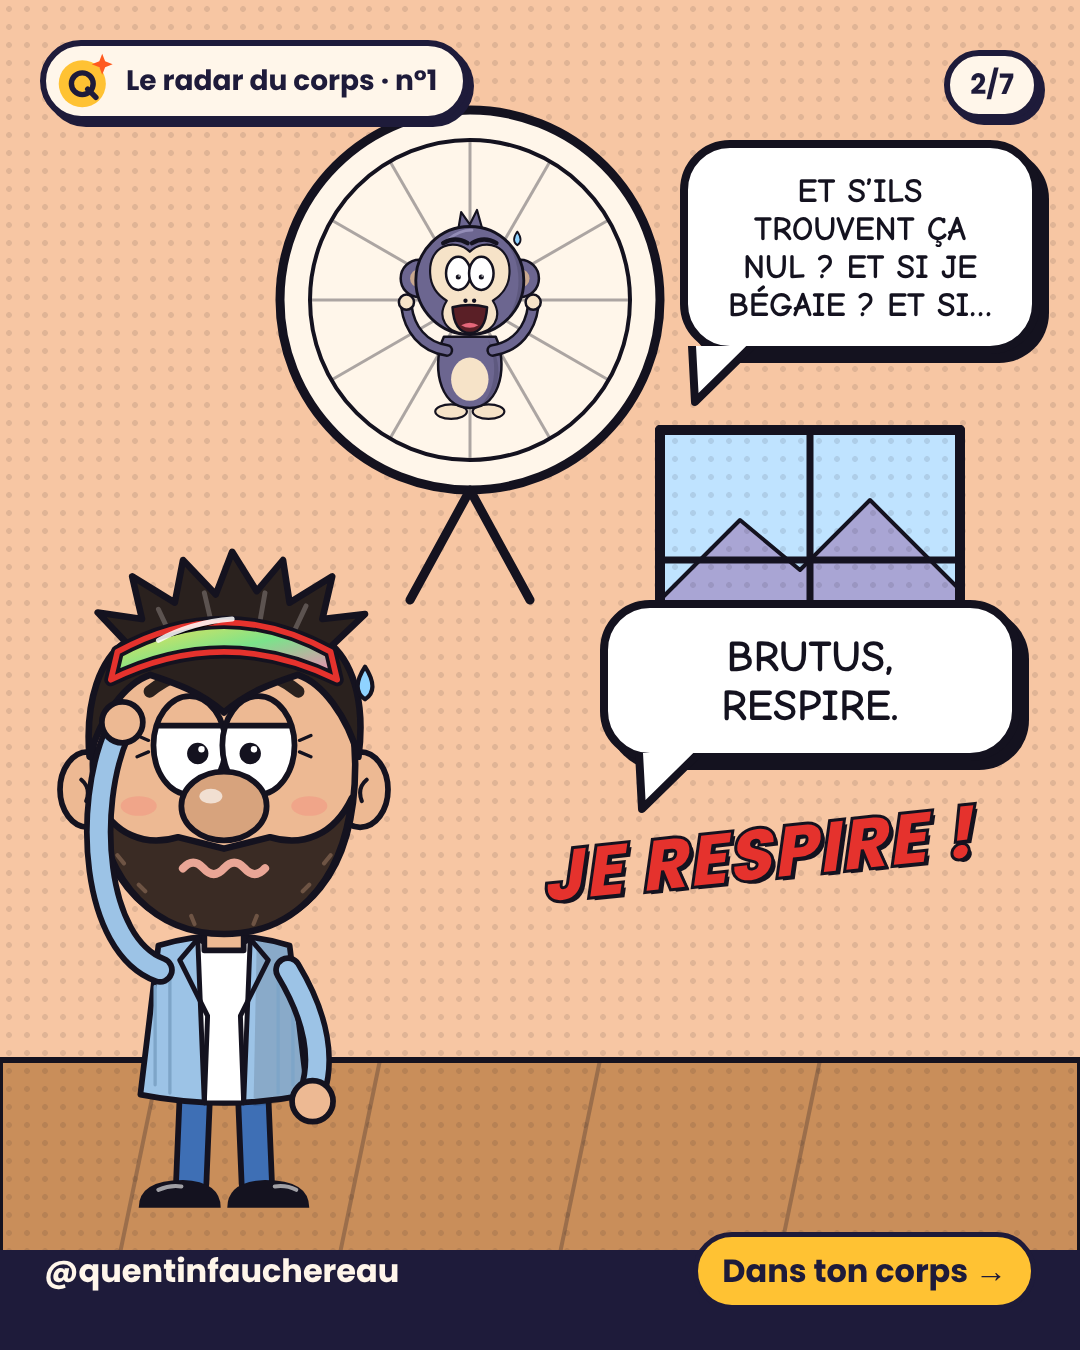 Q
Le radar du corps · n°1
2/7
ET S'ILS
TROUVENT ÇA
NUL ? ET SI JE
BÉGAIE ? ET SI...
BRUTUS,
RESPIRE.
JE RESPIRE !
@quentinfauchereau
Dans ton corps →